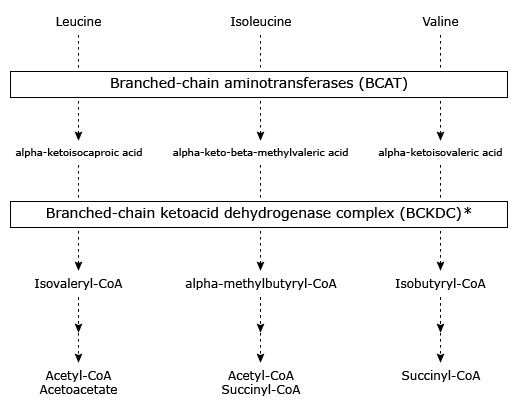 Leucine Isoleucine Valine
Branched-chain aminotransferases (BCAT)
alpha-ketoisocaproic acid alpha-keto-beta-methylvaleric acid alpha-ketoisovaleric acid
Branched-chain ketoacid dehydrogenase complex (BCKDC)*
Isovaleryl-CoA alpha-methylbutyryl-CoA Isobutyryl-CoA
Acetyl-CoA Acetyl-CoA Succinyl-CoA
Acetoacetate Succinyl-CoA